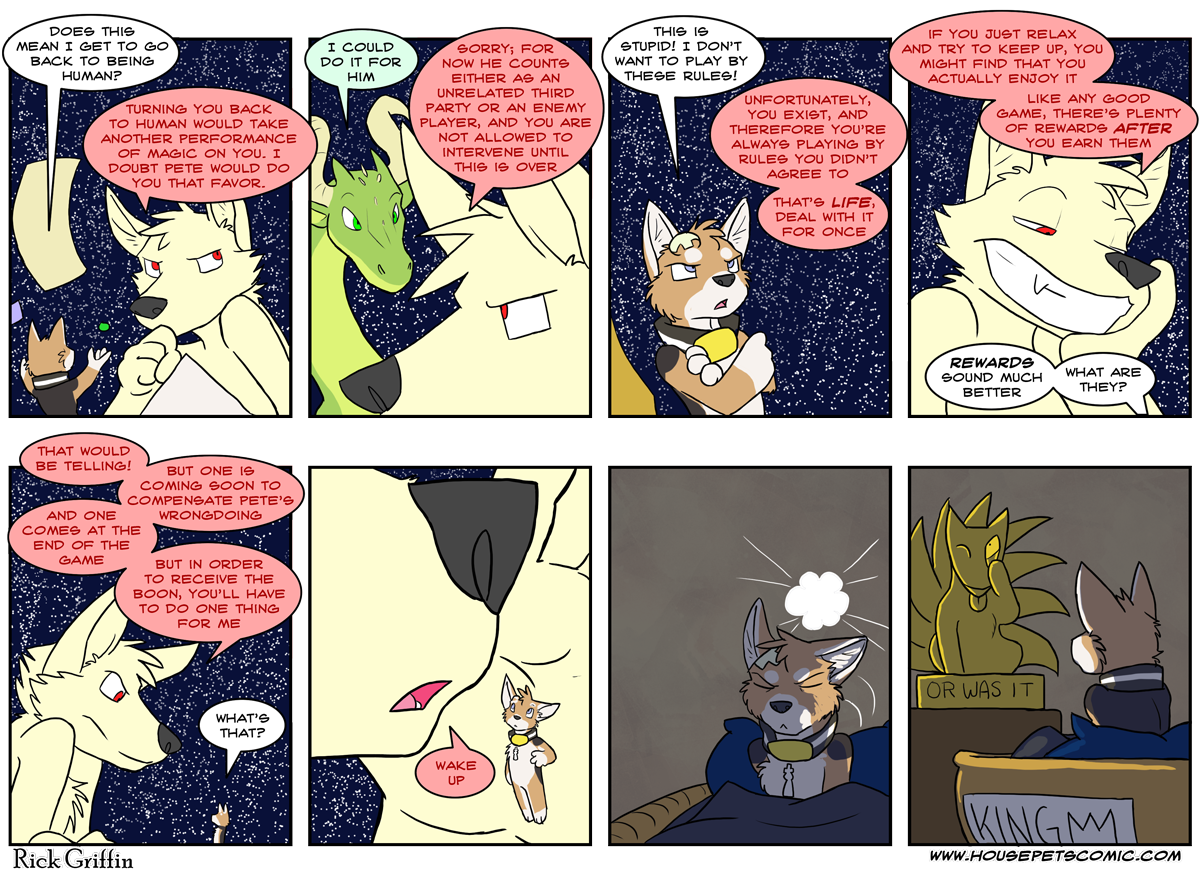 DOES THIS
MEAN I GET TO GO
BACK TO BEING
HUMAN?
TURNING YOU BACK
TO HUMAN WOULD TAKE
ANOTHER PERFORMANCE
OF MAGIC ON YOU. I
DOUBT PETE WOULD DO
YOU THAT FAVOR.
I COULD
DO IT FOR
HIM
SORRY; FOR
NOW HE COUNTS
EITHER AS AN
UNRELATED THIRD
PARTY OR AN ENEMY
PLAYER, AND YOU ARE
NOT ALLOWED TO
INTERVENE UNTIL
THIS IS OVER
THIS IS
STUPID! I DON'T
WANT TO PLAY BY
THESE RULES!
UNFORTUNATELY,
YOU EXIST, AND
THEREFORE YOU'RE
ALWAYS PLAYING BY
RULES YOU DIDN'T
AGREE TO
THAT'S LIFE,
DEAL WITH IT
FOR ONCE
IF YOU JUST RELAX
AND TRY TO KEEP UP, YOU
MIGHT FIND THAT YOU
ACTUALLY ENJOY IT
LIKE ANY GOOD
GAME, THERE'S PLENTY
OF REWARDS AFTER
YOU EARN THEM
REWARDS
SOUND MUCH
BETTER
WHAT ARE
THEY?
THAT WOULD
BE TELLING!
BUT ONE IS
COMING SOON TO
COMPENSATE PETE'S
WRONGDOING
AND ONE
COMES AT THE
END OF THE
GAME
BUT IN ORDER
TO RECEIVE THE
BOON, YOU'LL HAVE
TO DO ONE THING
FOR ME
WHAT'S
THAT?
WAKE
UP
OR WAS IT
KING
Rick Griffin
WWW.HOUSEPETSCOMIC.COM